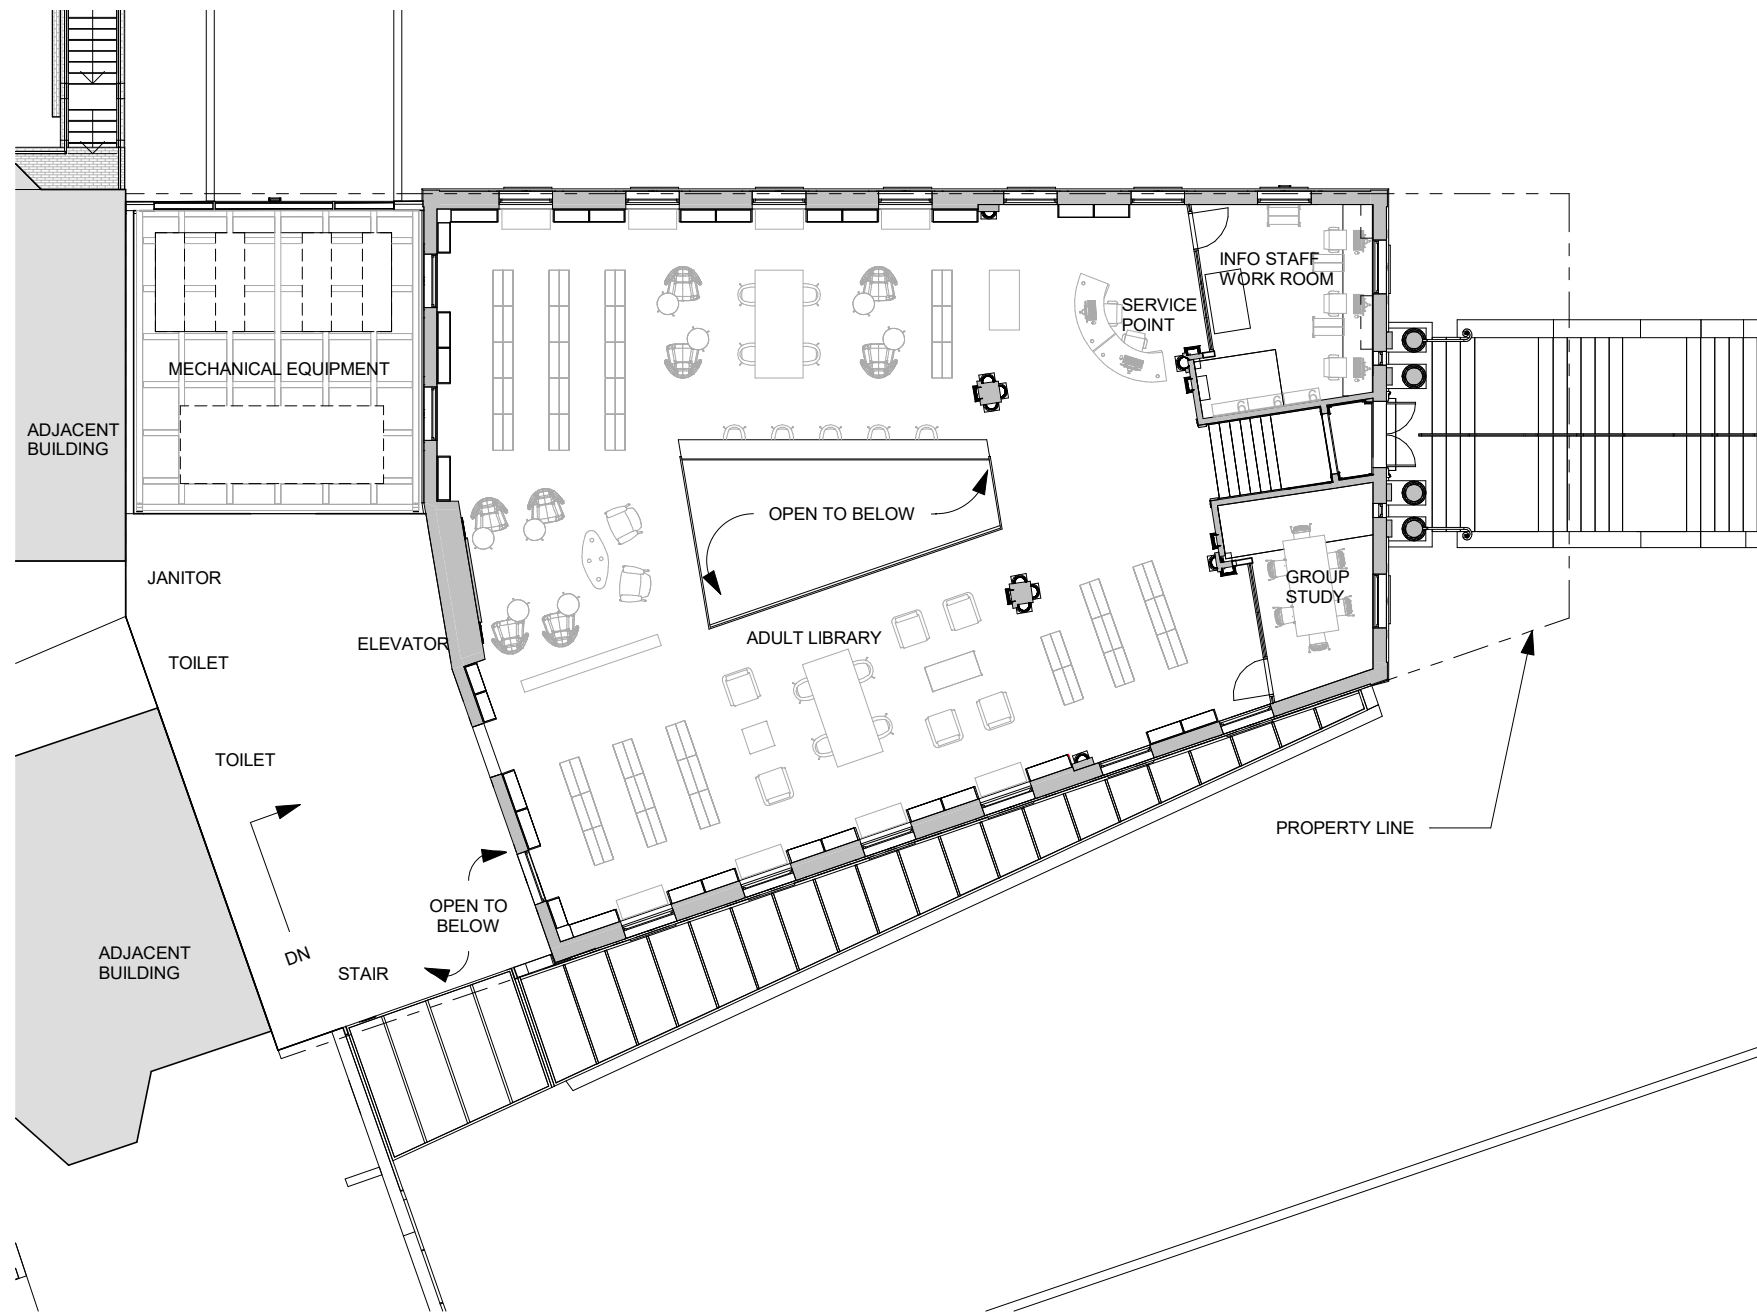 INFO STAFF
WORK ROOM
SERVICE
POINT
MECHANICAL EQUIPMENT
ADJACENT
BUILDING
OPEN TO BELOW
JANITOR
GROUP
STUDY
ELEVATOR
ADULT LIBRARY
TOILET
TOILET
PROPERTY LINE
OPEN TO
BELOW
ADJACENT
BUILDING
DN
STAIR